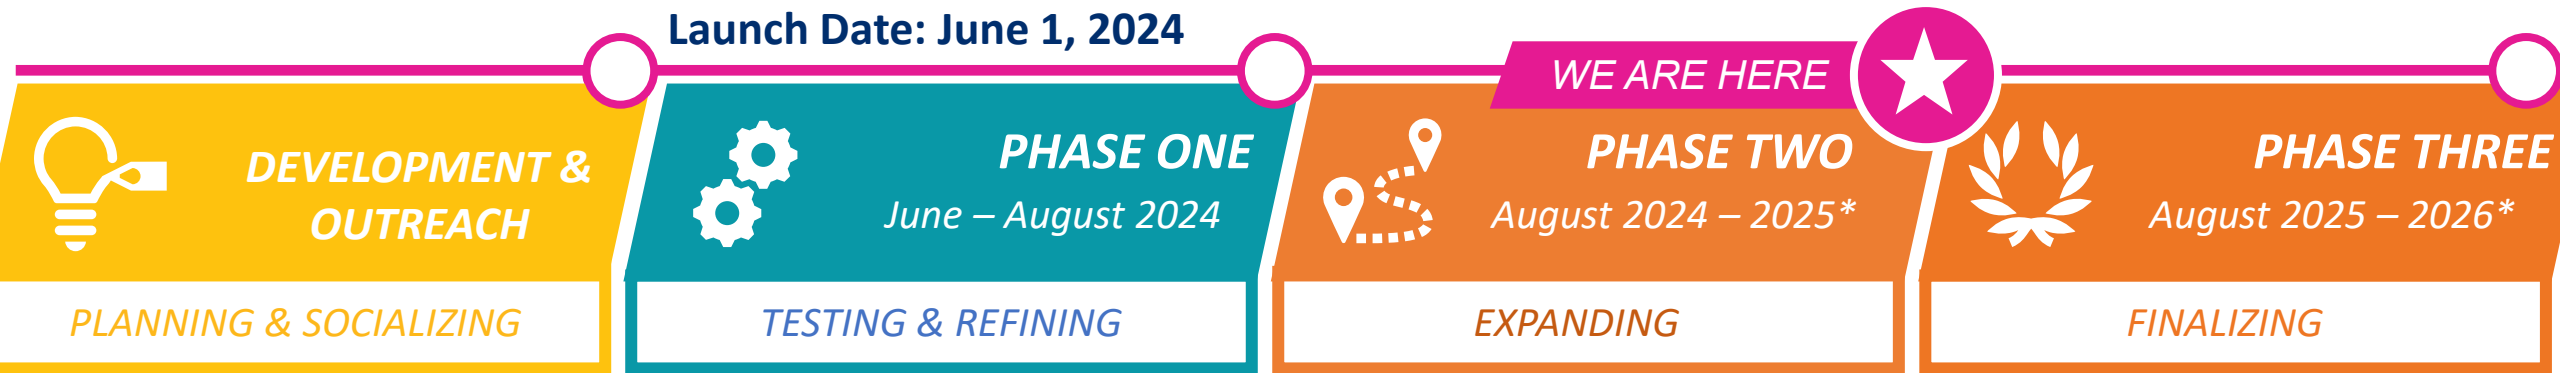 Launch Date: June 1, 2024
WE ARE HERE
DEVELOPMENT &
OUTREACH
PLANNING & SOCIALIZING
PHASE ONE
June – August 2024
TESTING & REFINING
PHASE TWO
August 2024 – 2025*
EXPANDING
PHASE THREE
August 2025 – 2026*
FINALIZING